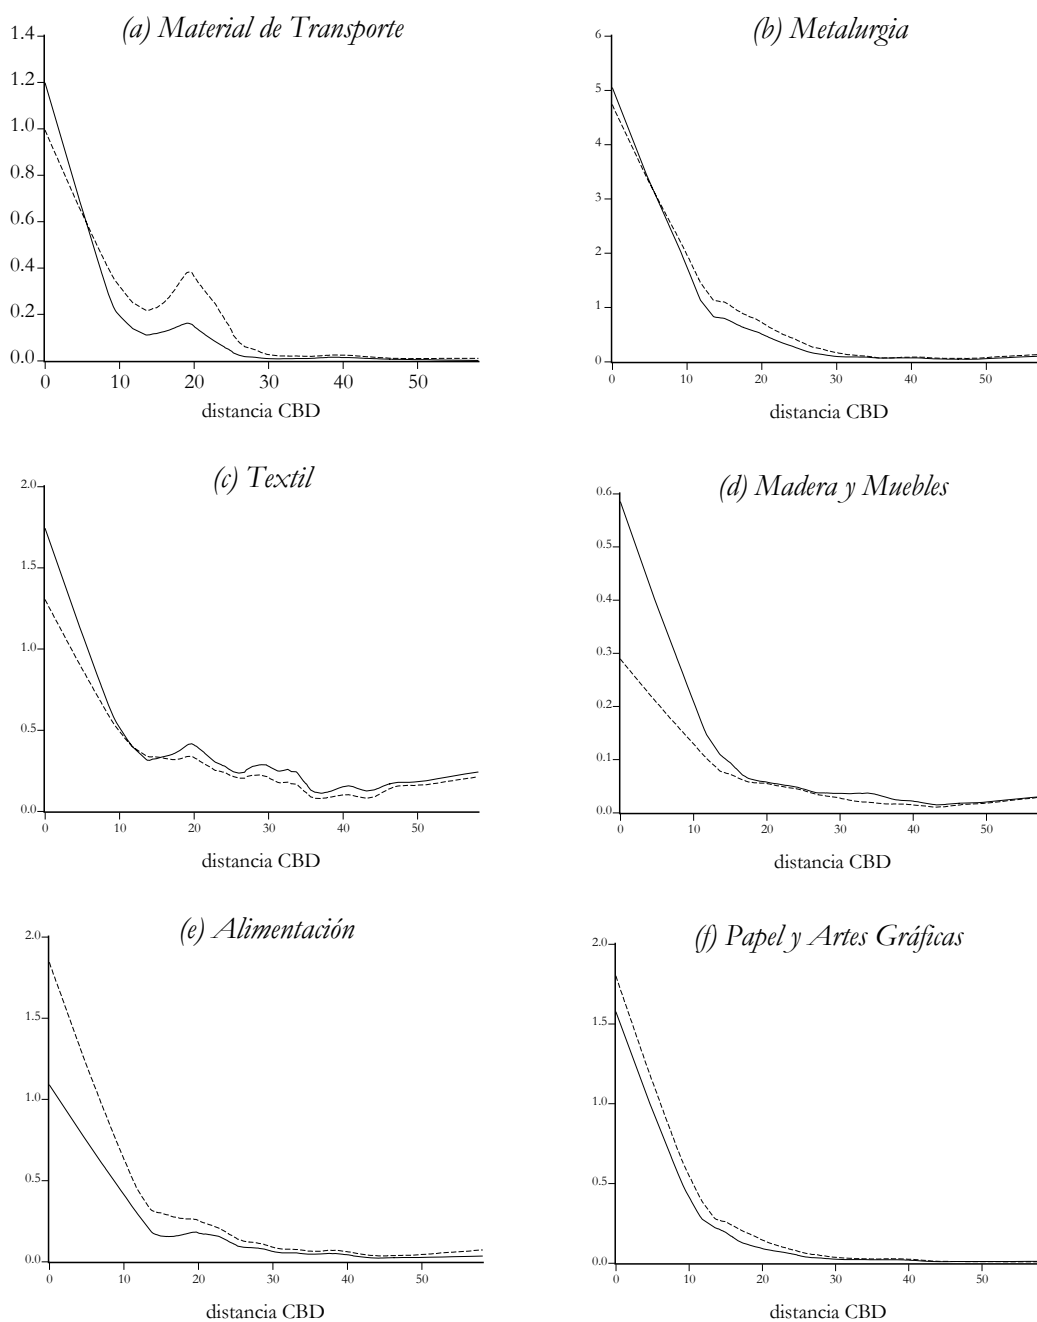 (a) Material de Transporte
1.4
1.2
1.0
0.8
0.6
0.4
0.2
0.0
0 10 20 30 40 50
distancia CBD
(b) Metalurgia
6
5
4
3
2
1
0
0 10 20 30 40 50
distancia CBD
(c) Textil
2.0
1.5
1.0
0.5
0.0
0 10 20 30 40 50
distancia CBD
(d) Madera y Muebles
0.6
0.5
0.4
0.3
0.2
0.1
0.0
0 10 20 30 40 50
distancia CBD
(e) Alimentación
2.0
1.5
1.0
0.5
0.0
0 10 20 30 40 50
distancia CBD
(f) Papel y Artes Gráficas
2.0
1.5
1.0
0.5
0.0
0 10 20 30 40 50
distancia CBD